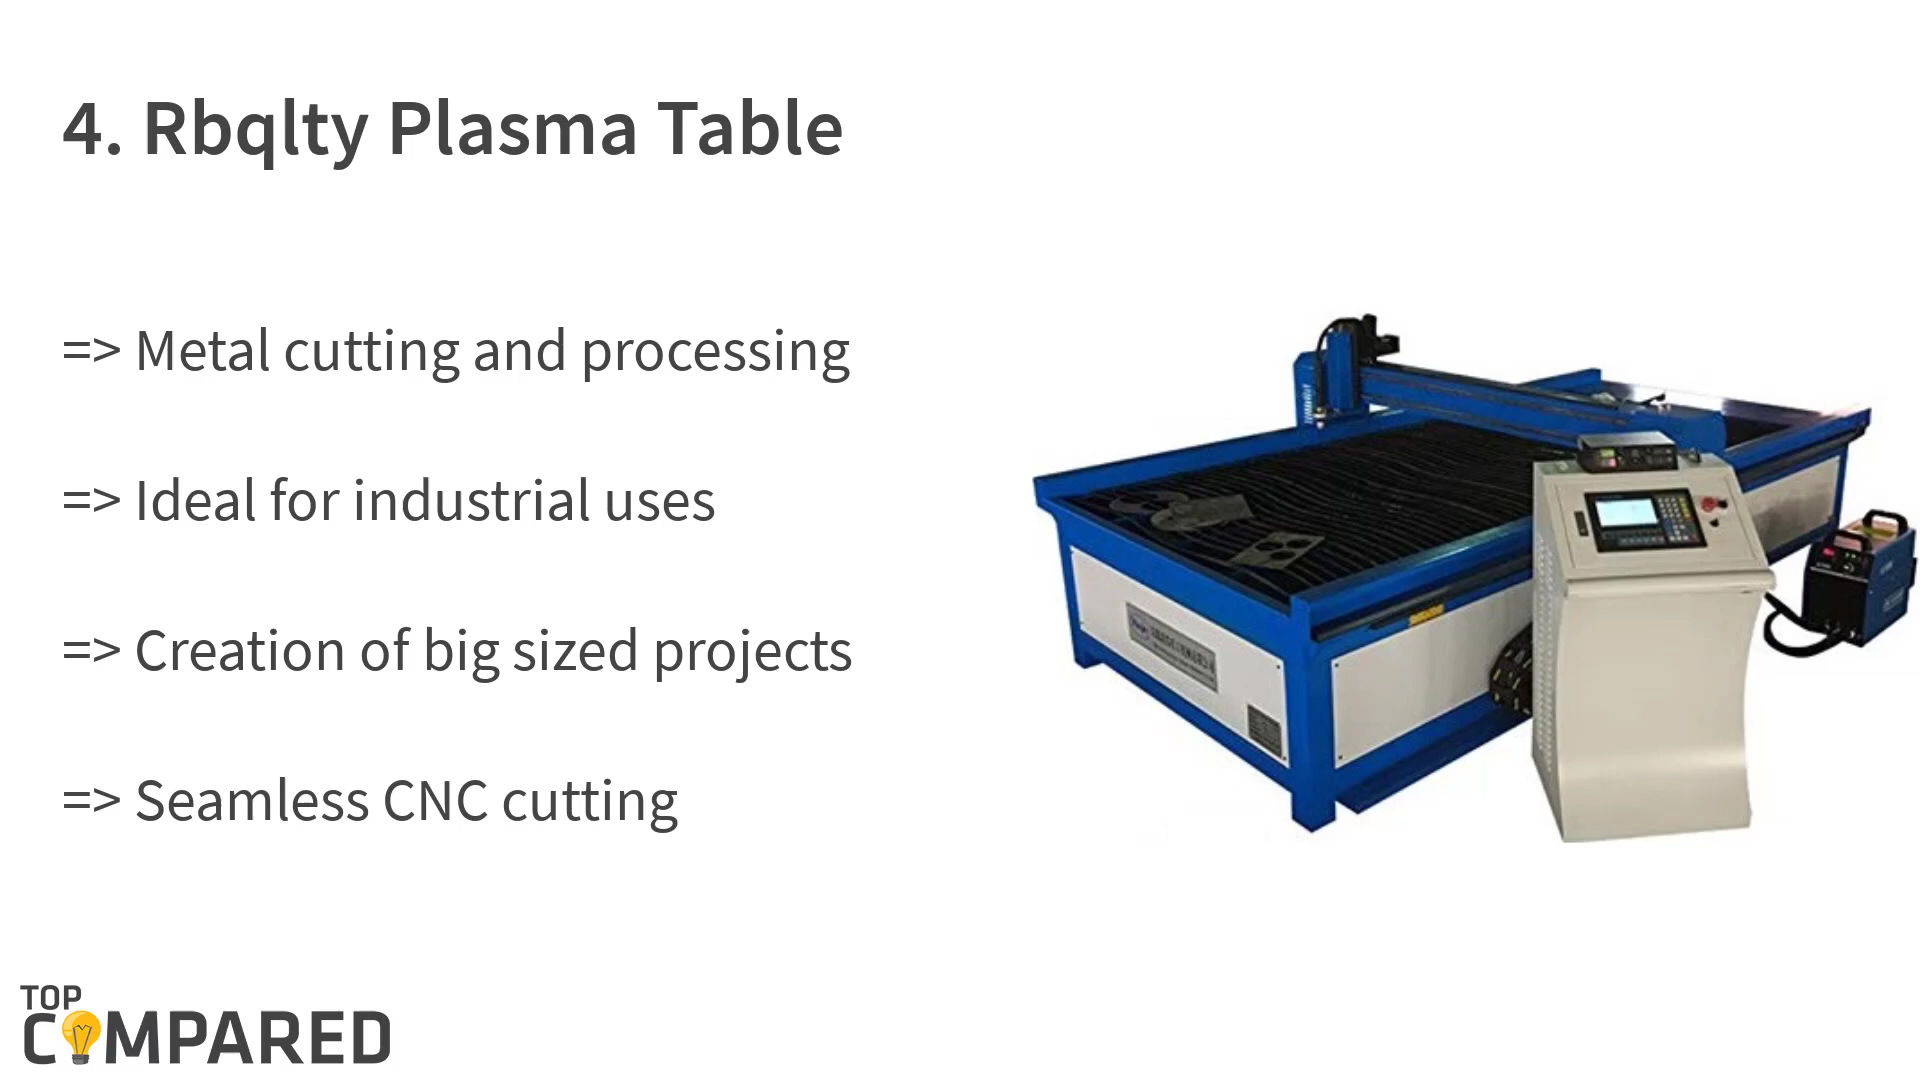 4. Rbqlty Plasma Table
=> Metal cutting and processing
=> Ideal for industrial uses
=> Creation of big sized projects
=> Seamless CNC cutting
TOP
COMPARED